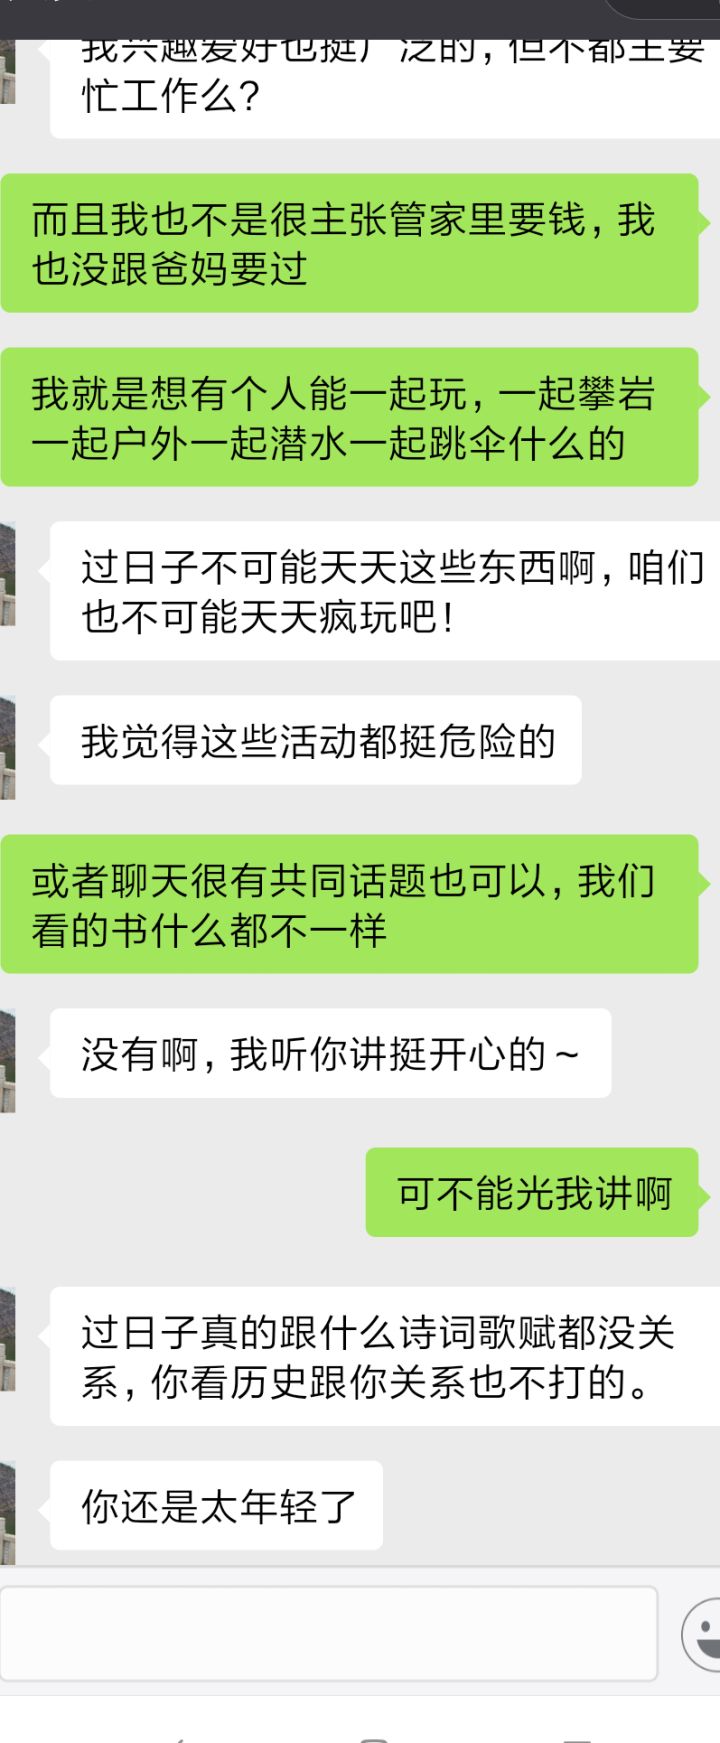 我兴趣爱好也挺广泛的，但不都主要
忙工作么？
而且我也不是很主张管家里要钱，我
也没跟爸妈要过
我就是想有个人能一起玩，一起攀岩
一起户外一起潜水一起跳伞什么的
过日子不可能天天这些东西啊，咱们
也不可能天天疯玩吧！
我觉得这些活动都挺危险的
或者聊天很有共同话题也可以，我们
看的书什么都不一样
没有啊，我听你讲挺开心的～
可不能光我讲啊
过日子真的跟什么诗词歌赋都没关
系，你看历史跟你关系也不打的。
你还是太年轻了